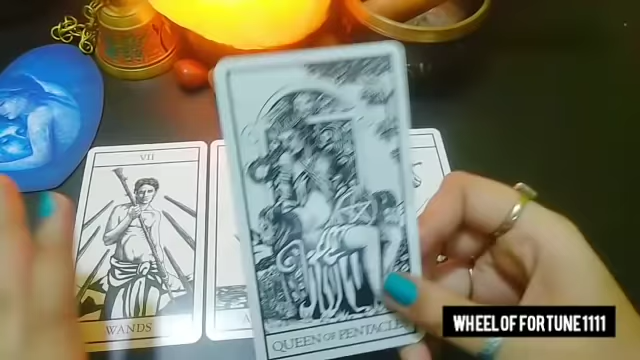 VII
WANDS
QUEEN OF PENTACLES
WHEEL OF FORTUNE 1111